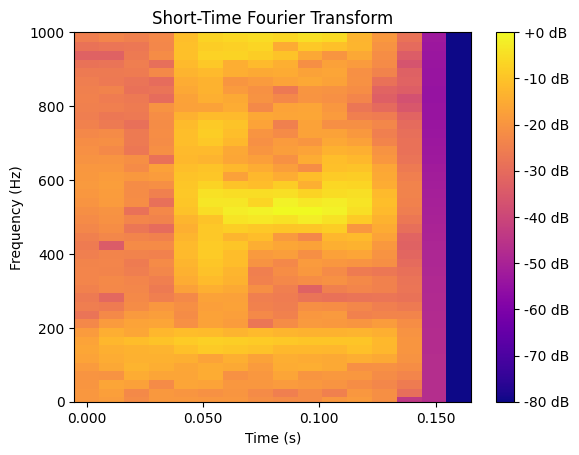 Short-Time Fourier Transform
1000
800
600
400
200
0
Frequency (Hz)
0.000
0.050
0.100
0.150
Time (s)
+0 dB
-10 dB
-20 dB
-30 dB
-40 dB
-50 dB
-60 dB
-70 dB
-80 dB